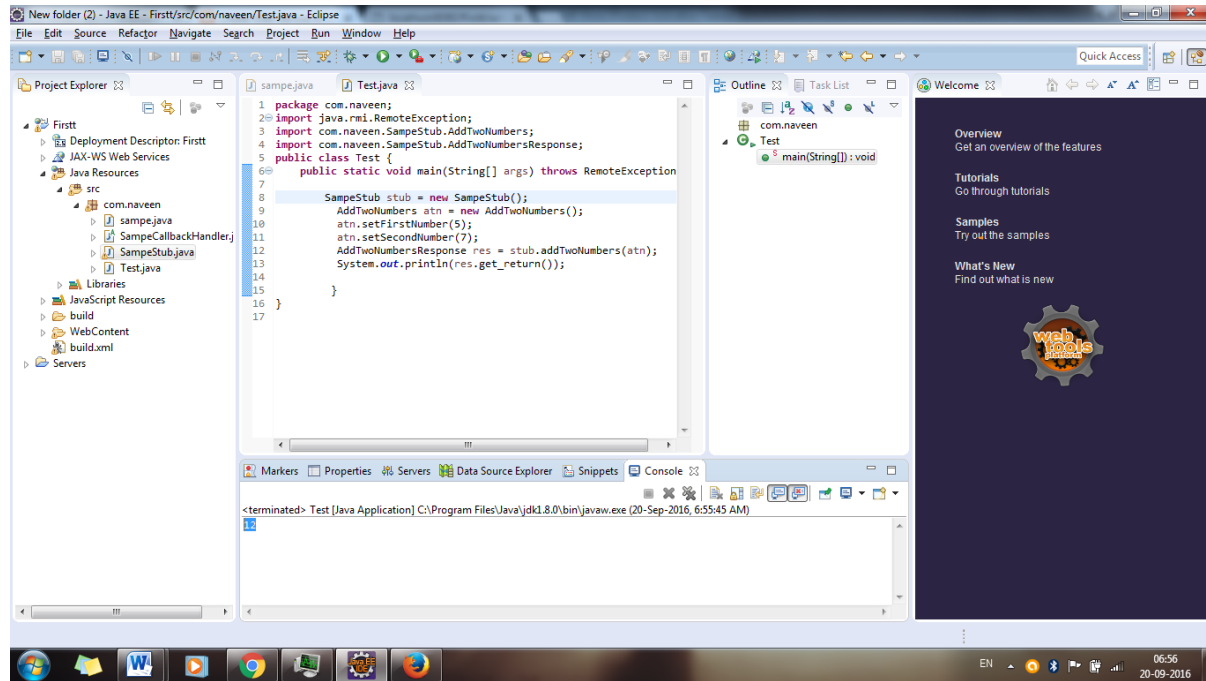 New folder (2) - Java EE - Firstt/src/com/naveen/Test.java - Eclipse
File Edit Source Refactor Navigate Search Project Run Window Help
Quick Access
Project Explorer
Firstt
Deployment Descriptor: Firstt
JAX-WS Web Services
Java Resources
src
com.naveen
sampe.java
SampeCallbackHandler.j
SampeStub.java
Test.java
Libraries
JavaScript Resources
build
WebContent
build.xml
Servers
sampe.java Test.java
1 package com.naveen;
2 import java.rmi.RemoteException;
3 import com.naveen.SampeStub.AddTwoNumbers;
4 import com.naveen.SampeStub.AddTwoNumbersResponse;
5 public class Test {
6 public static void main(String[] args) throws RemoteException
7
8 SampeStub stub = new SampeStub();
9 AddTwoNumbers atn = new AddTwoNumbers();
10 atn.setFirstNumber(5);
11 atn.setSecondNumber(7);
12 AddTwoNumbersResponse res = stub.addTwoNumbers(atn);
13 System.out.println(res.get_return());
14
15 }
16 }
17
Outline Task List
com.naveen
Test
main(String[]) : void
Welcome
Overview
Get an overview of the features
Tutorials
Go through tutorials
Samples
Try out the samples
What's New
Find out what is new
web
tools
platform
Markers Properties Servers Data Source Explorer Snippets Console
<terminated> Test [Java Application] C:\Program Files\Java\jdk1.8.0\bin\javaw.exe (20-Sep-2016, 6:55:45 AM)
12
Java EE
IDE
EN
06:56
20-09-2016